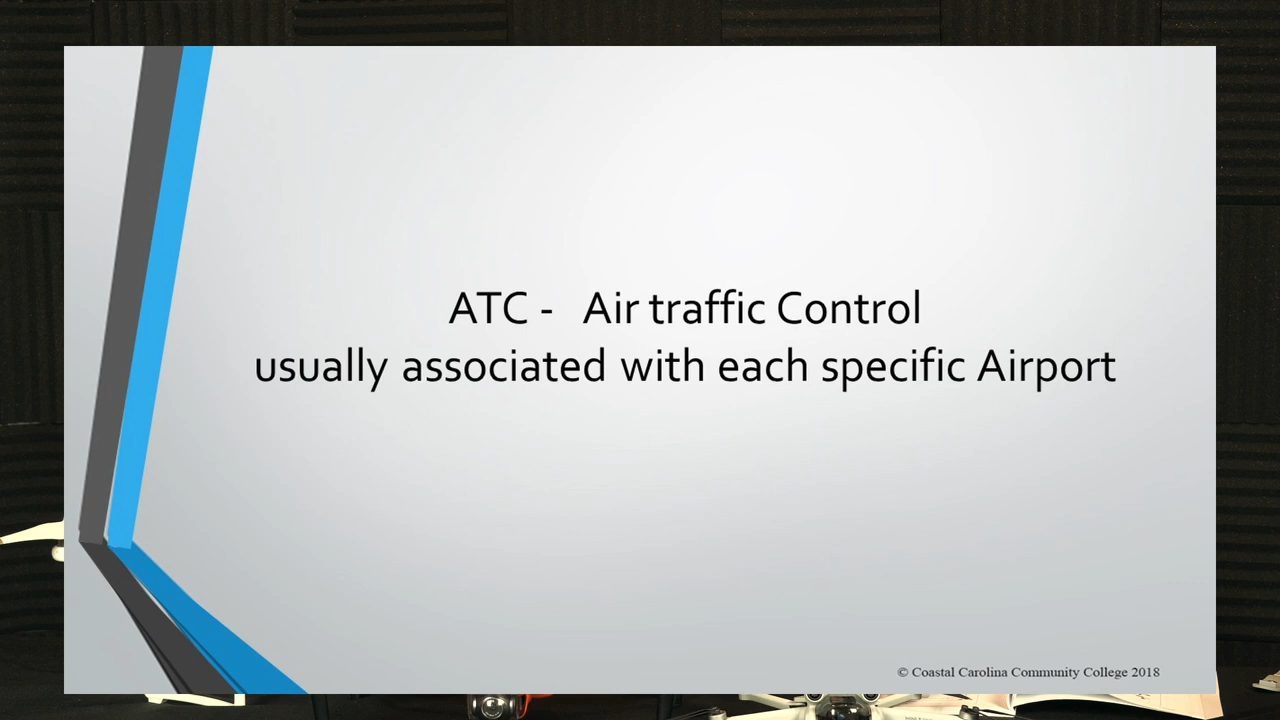 ATC -   Air traffic Control
usually associated with each specific Airport
© Coastal Carolina Community College 2018